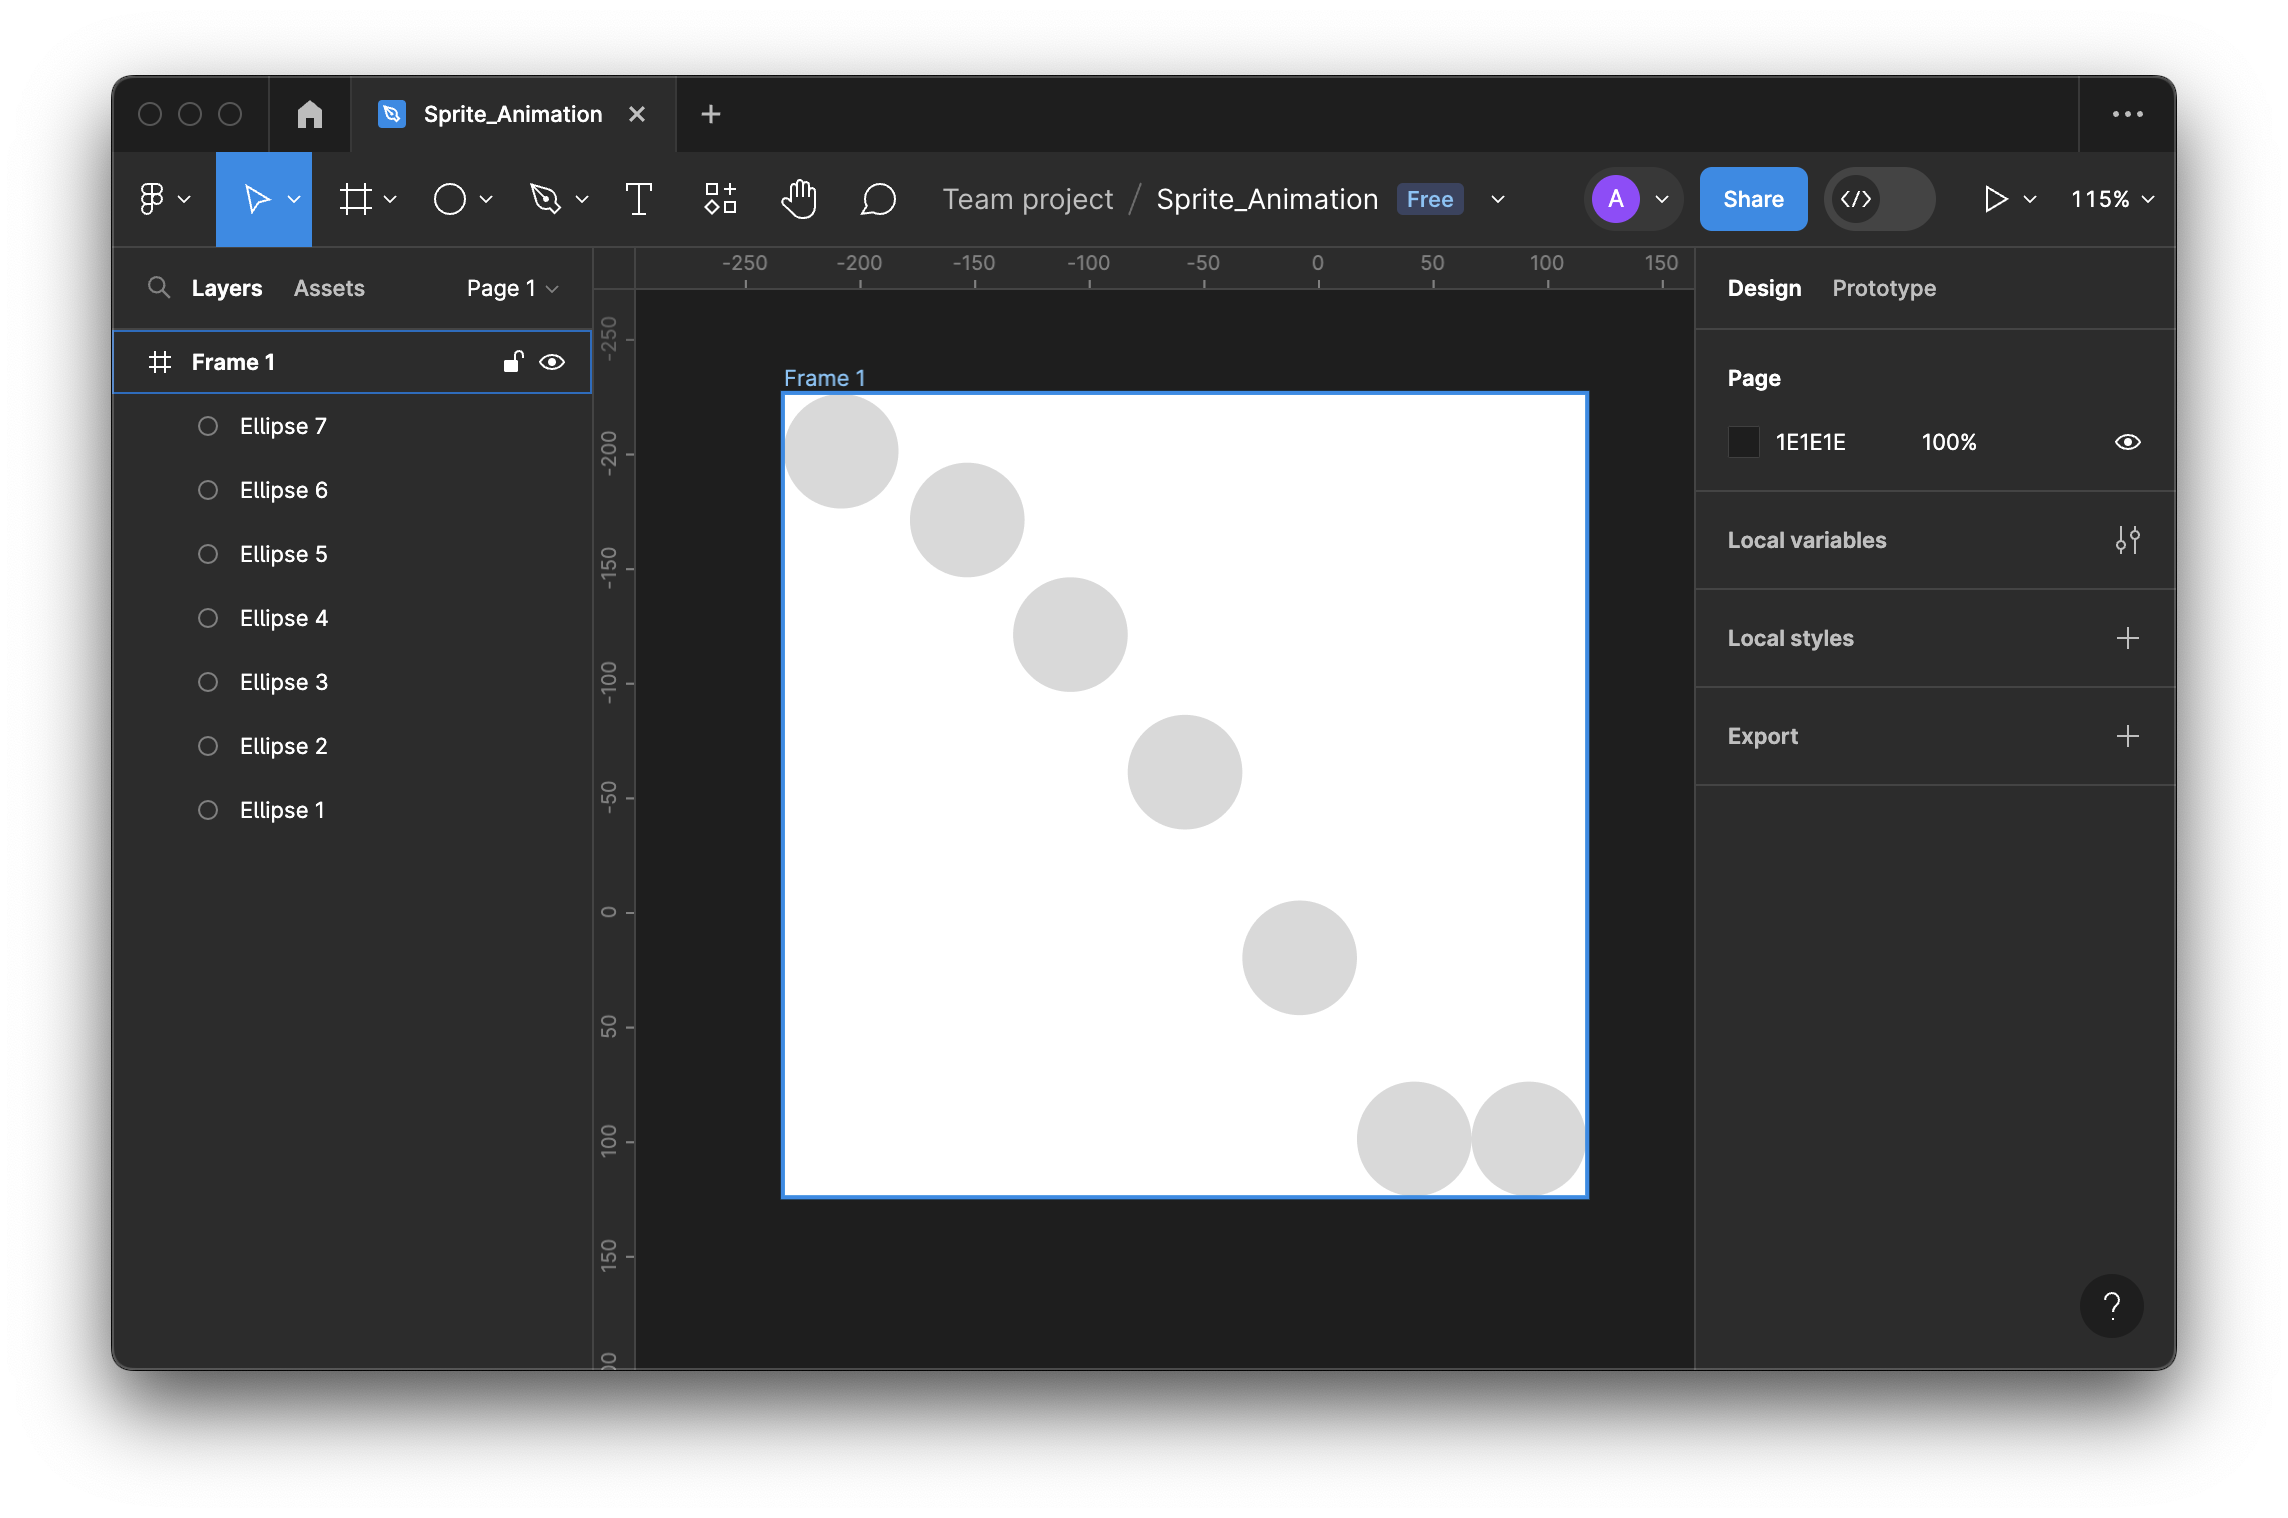 Sprite_Animation
Team project / Sprite_Animation Free
A
Share
115%
Layers Assets Page 1
-250 -200 -150 -100 -50 0 50 100 150
Design Prototype
-250
-200
-150
-100
-50
0
50
100
150
Frame 1
Ellipse 7
Ellipse 6
Ellipse 5
Ellipse 4
Ellipse 3
Ellipse 2
Ellipse 1
Frame 1
Page
1E1E1E 100%
Local variables
Local styles
Export
?